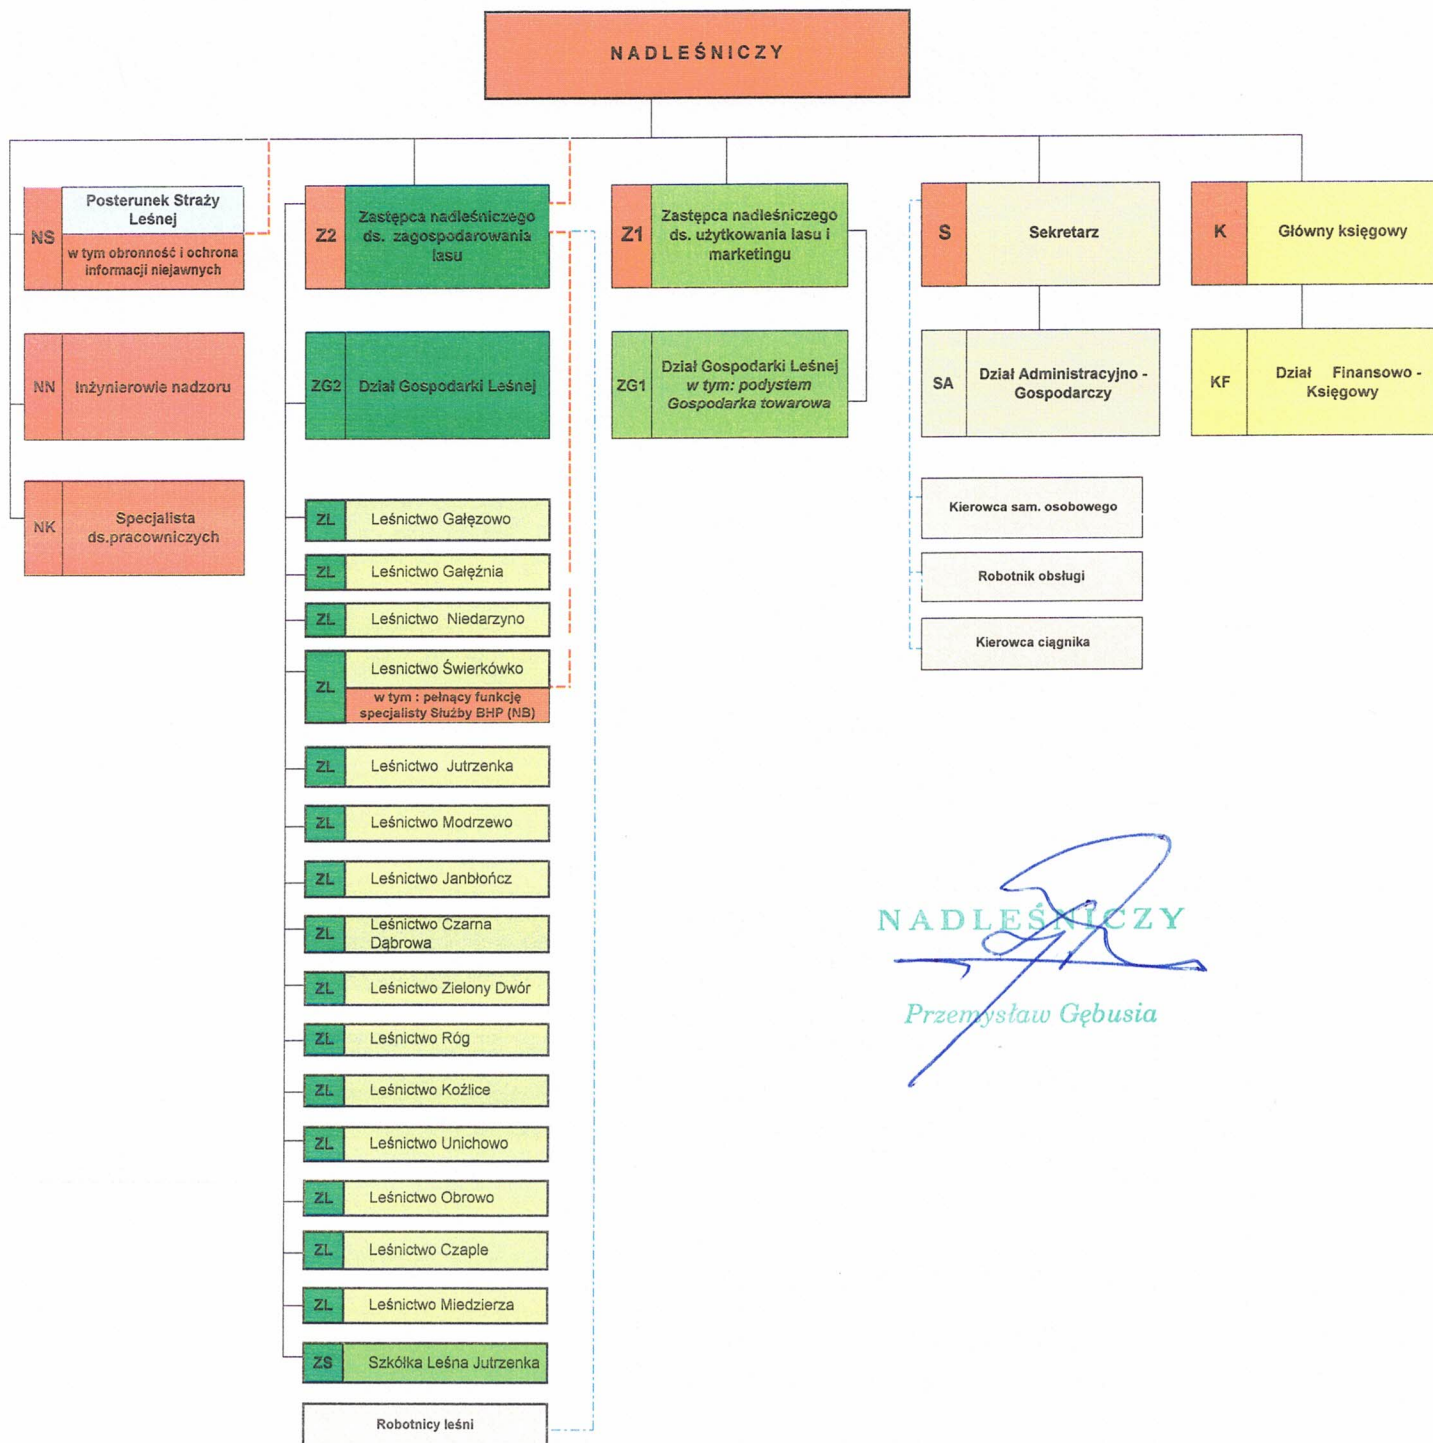 NADLEŚNICZY
NS
Posterunek Straży
Leśnej
w tym obronność i ochrona
informacji niejawnych
NN
Inżynierowie nadzoru
NK
Specjalista
ds.pracowniczych
Z2
Zastępca nadleśniczego
ds. zagospodarowania
lasu
ZG2
Dział Gospodarki Leśnej
ZL
Leśnictwo Gałęzowo
ZL
Leśnictwo Gałęźnia
ZL
Leśnictwo Niedarzyno
ZL
Lesnictwo Świerkówko
w tym : pełnący funkcję
specjalisty Służby BHP (NB)
ZL
Leśnictwo Jutrzenka
ZL
Leśnictwo Modrzewo
ZL
Leśnictwo Janbłończ
ZL
Leśnictwo Czarna
Dąbrowa
ZL
Leśnictwo Zielony Dwór
ZL
Leśnictwo Róg
ZL
Leśnictwo Koźlice
ZL
Leśnictwo Unichowo
ZL
Leśnictwo Obrowo
ZL
Leśnictwo Czaple
ZL
Leśnictwo Miedzierza
ZS
Szkółka Leśna Jutrzenka
Robotnicy leśni
Z1
Zastępca nadleśniczego
ds. użytkowania lasu i
marketingu
ZG1
Dział Gospodarki Leśnej
w tym: podystem
Gospodarka towarowa
S
Sekretarz
SA
Dział Administracyjno -
Gospodarczy
Kierowca sam. osobowego
Robotnik obsługi
Kierowca ciągnika
K
Główny księgowy
KF
Dział Finansowo -
Księgowy
NADLEŚNICZY
Przemysław Gębusia